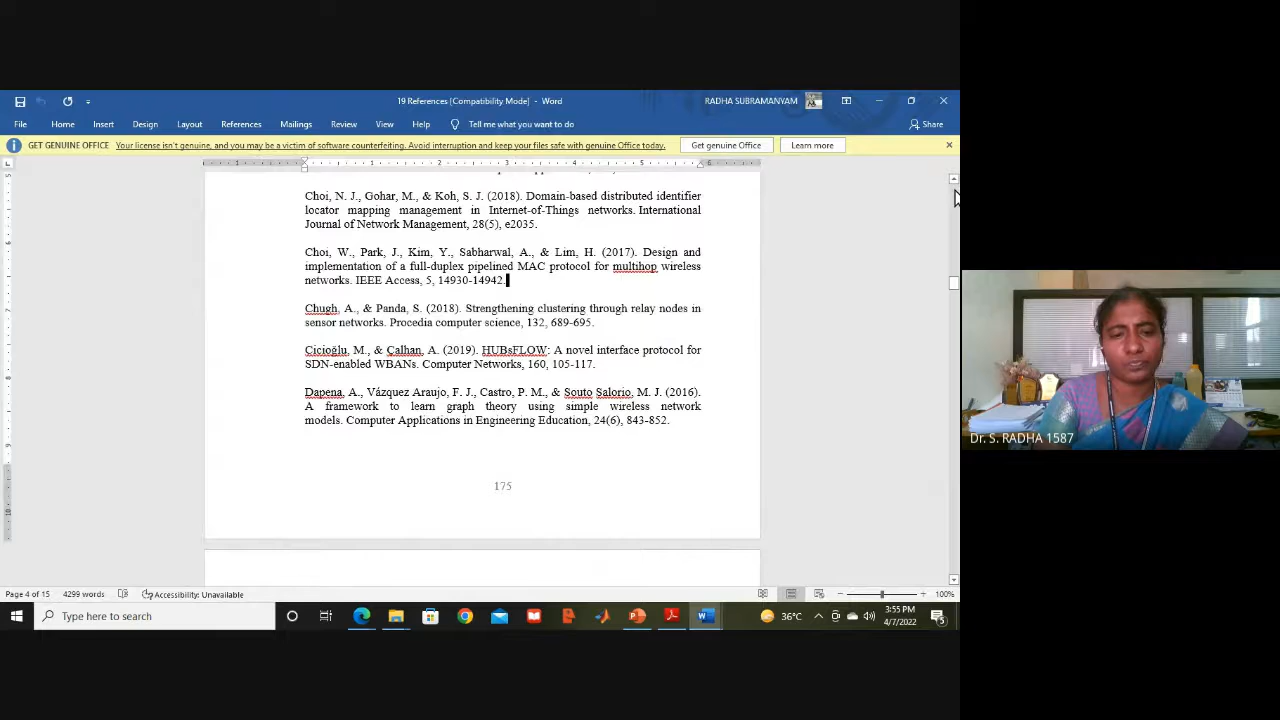 19 References [Compatibility Mode] - Word
RADHA SUBRAMANYAM
File Home Insert Design Layout References Mailings Review View Help Tell me what you want to do Share
GET GENUINE OFFICE Your license isn't genuine, and you may be a victim of software counterfeiting. Avoid interruption and keep your files safe with genuine Office today. Get genuine Office Learn more
Choi, N. J., Gohar, M., & Koh, S. J. (2018). Domain-based distributed identifier
locator mapping management in Internet-of-Things networks. International
Journal of Network Management, 28(5), e2035.
Choi, W., Park, J., Kim, Y., Sabharwal, A., & Lim, H. (2017). Design and
implementation of a full-duplex pipelined MAC protocol for multihop wireless
networks. IEEE Access, 5, 14930-14942.
Chugh, A., & Panda, S. (2018). Strengthening clustering through relay nodes in
sensor networks. Procedia computer science, 132, 689-695.
Cicioğlu, M., & Çalhan, A. (2019). HUBsFLOW: A novel interface protocol for
SDN-enabled WBANs. Computer Networks, 160, 105-117.
Dapena, A., Vázquez Araujo, F. J., Castro, P. M., & Souto Salorio, M. J. (2016).
A framework to learn graph theory using simple wireless network
models. Computer Applications in Engineering Education, 24(6), 843-852.
175
Dr. S. RADHA 1587
Page 4 of 15 4299 words Accessibility: Unavailable 100%
Type here to search
36°C
3:55 PM
4/7/2022
5